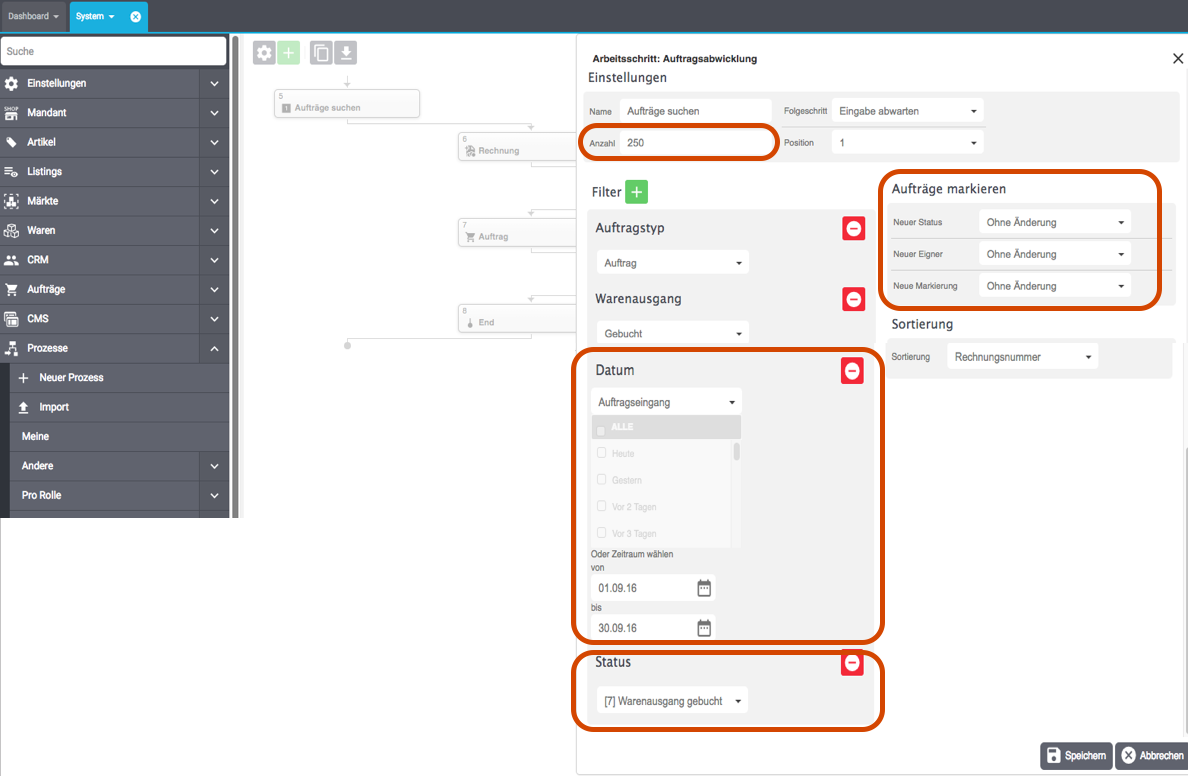 Dashboard
System
Suche
Einstellungen
SHOP
Mandant
Artikel
Listings
Märkte
Waren
CRM
Aufträge
CMS
Prozesse
Neuer Prozess
Import
Meine
Andere
Pro Rolle
5
Aufträge suchen
6
Rechnung
7
Auftrag
8
End
Arbeitsschritt: Auftragsabwicklung
Einstellungen
Name Aufträge suchen Folgeschritt Eingabe abwarten
Anzahl 250 Position 1
Filter
Auftragstyp
Auftrag
Warenausgang
Gebucht
Datum
Auftragseingang
ALLE
Heute
Gestern
Vor 2 Tagen
Vor 3 Tagen
Oder Zeitraum wählen
von
01.09.16
bis
30.09.16
Status
[7] Warenausgang gebucht
Aufträge markieren
Neuer Status Ohne Änderung
Neuer Eigner Ohne Änderung
Neue Markierung Ohne Änderung
Sortierung
Sortierung Rechnungsnummer
Speichern Abbrechen